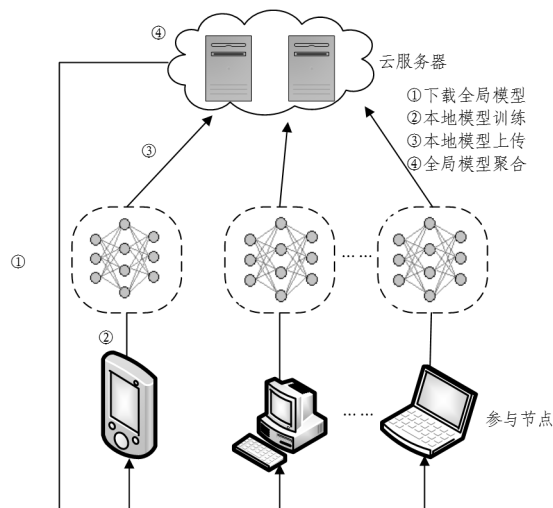 ④
云服务器
①下载全局模型
②本地模型训练
③本地模型上传
④全局模型聚合
③
①
……
②
……
参与节点